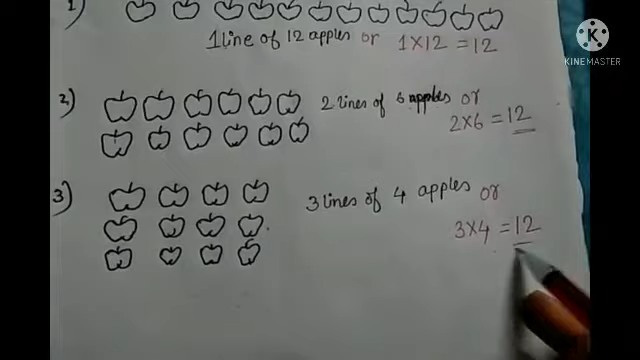 1)
1 line of 12 apples or 1×12 =12
2) 2 lines of 6 apples or
2×6 =12
3) 3 lines of 4 apples or
3×4 =12
K
KINEMASTER